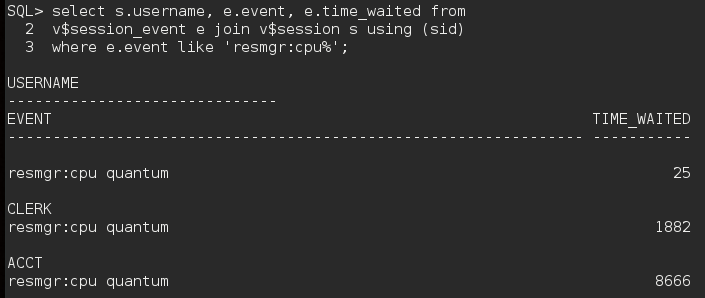 SQL> select s.username, e.event, e.time_waited from
2 v$session_event e join v$session s using (sid)
3 where e.event like 'resmgr:cpu%';
USERNAME
------------------------------
EVENT TIME_WAITED
---------------------------------------------------------------- -----------
resmgr:cpu quantum 25
CLERK
resmgr:cpu quantum 1882
ACCT
resmgr:cpu quantum 8666